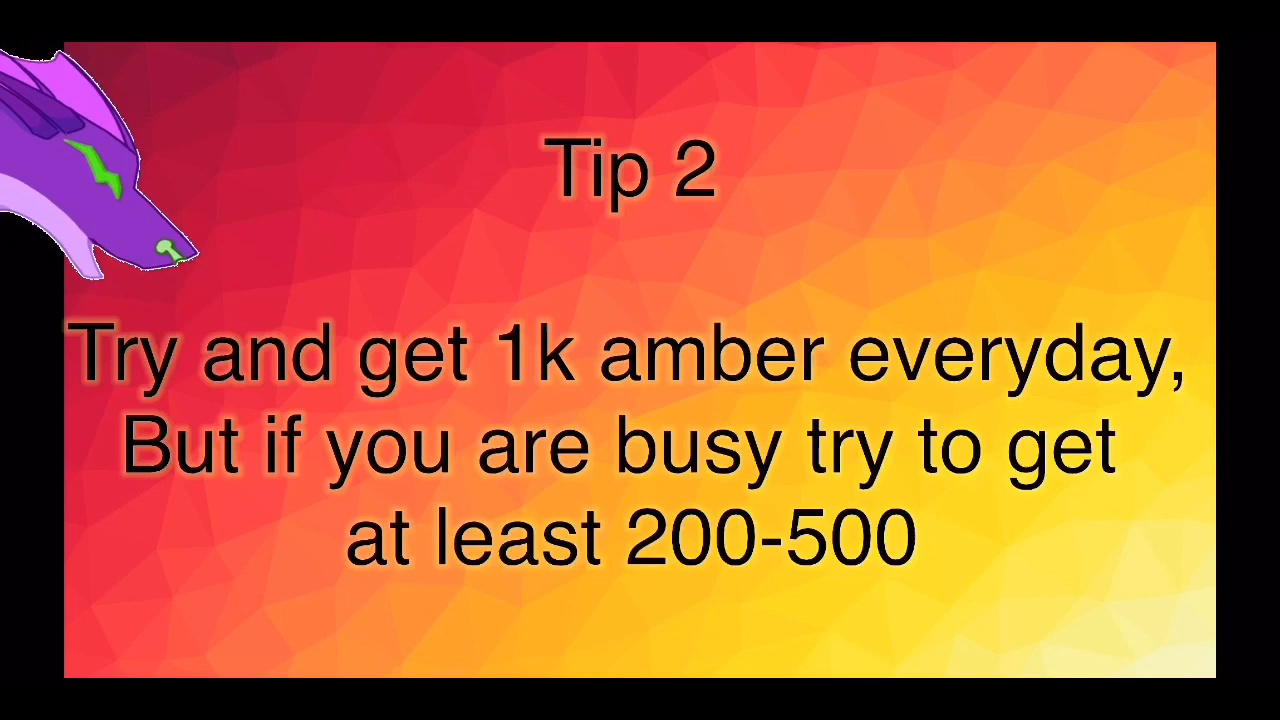 Tip 2
Try and get 1k amber everyday,
But if you are busy try to get
at least 200-500